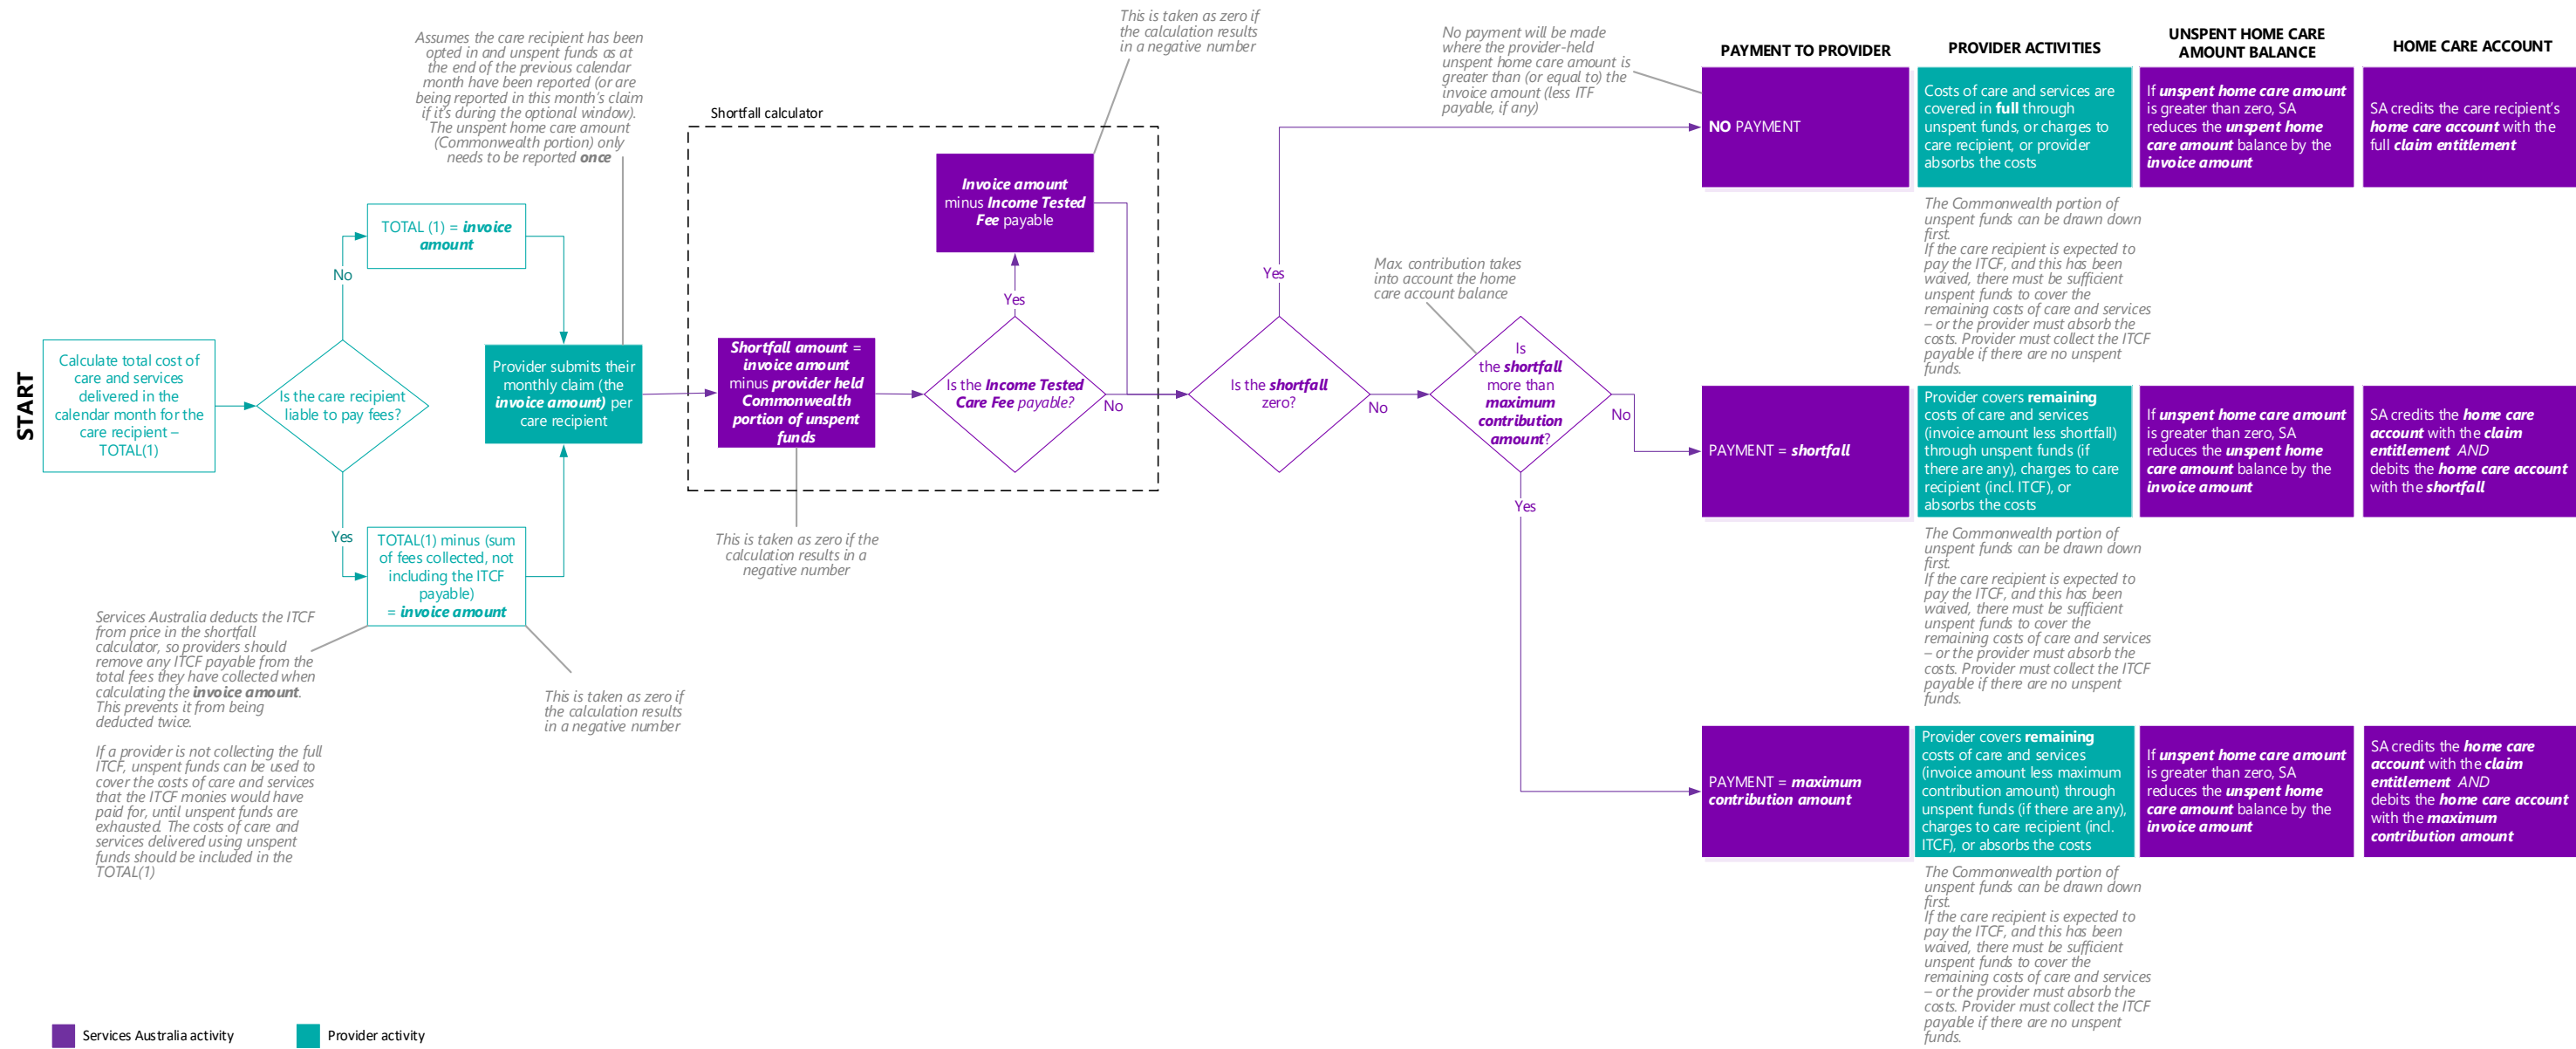 START
Calculate total cost of
care and services
delivered in the
calendar month for the
care recipient –
TOTAL(1)
Is the care recipient
liable to pay fees?
No
TOTAL (1) = invoice
amount
Yes
TOTAL(1) minus (sum
of fees collected, not
including the ITCF
payable)
= invoice amount
Services Australia deducts the ITCF
from price in the shortfall
calculator, so providers should
remove any ITCF payable from the
total fees they have collected when
calculating the invoice amount.
This prevents it from being
deducted twice.
If a provider is not collecting the full
ITCF, unspent funds can be used to
cover the costs of care and services
that the ITCF monies would have
paid for, until unspent funds are
exhausted. The costs of care and
services delivered using unspent
funds should be included in the
TOTAL(1)
This is taken as zero if
the calculation results
in a negative number
Assumes the care recipient has been
opted in and unspent funds as at
the end of the previous calendar
month have been reported (or are
being reported in this month's claim
if it's during the optional window).
The unspent home care amount
(Commonwealth portion) only
needs to be reported once
Provider submits their
monthly claim (the
invoice amount) per
care recipient
Shortfall calculator
Shortfall amount =
invoice amount
minus provider held
Commonwealth
portion of unspent
funds
This is taken as zero if the
calculation results in a
negative number
Is the Income Tested
Care Fee payable?
Yes
No
Invoice amount
minus Income Tested
Fee payable
This is taken as zero if
the calculation results
in a negative number
Is the shortfall
zero?
Yes
No
Max. contribution takes
into account the home
care account balance
Is
the shortfall
more than
maximum
contribution
amount?
No
Yes
No payment will be made
where the provider-held
unspent home care amount is
greater than (or equal to) the
invoice amount (less ITF
payable, if any)
PAYMENT TO PROVIDER
PROVIDER ACTIVITIES
UNSPENT HOME CARE
AMOUNT BALANCE
HOME CARE ACCOUNT
NO PAYMENT
Costs of care and services are
covered in full through
unspent funds, or charges to
care recipient, or provider
absorbs the costs
If unspent home care amount
is greater than zero, SA
reduces the unspent home
care amount balance by the
invoice amount
SA credits the care recipient's
home care account with the
full claim entitlement
The Commonwealth portion of
unspent funds can be drawn down
first.
If the care recipient is expected to
pay the ITCF, and this has been
waived, there must be sufficient
unspent funds to cover the
remaining costs of care and services
– or the provider must absorb the
costs. Provider must collect the ITCF
payable if there are no unspent
funds.
PAYMENT = shortfall
Provider covers remaining
costs of care and services
(invoice amount less shortfall)
through unspent funds (if
there are any), charges to care
recipient (incl. ITCF), or
absorbs the costs
If unspent home care amount
is greater than zero, SA
reduces the unspent home
care amount balance by the
invoice amount
SA credits the home care
account with the claim
entitlement AND
debits the home care account
with the shortfall
The Commonwealth portion of
unspent funds can be drawn down
first.
If the care recipient is expected to
pay the ITCF, and this has been
waived, there must be sufficient
unspent funds to cover the
remaining costs of care and services
– or the provider must absorb the
costs. Provider must collect the ITCF
payable if there are no unspent
funds.
PAYMENT = maximum
contribution amount
Provider covers remaining
costs of care and services
(invoice amount less maximum
contribution amount) through
unspent funds (if there are any),
charges to care recipient (incl.
ITCF), or absorbs the costs
If unspent home care amount
is greater than zero, SA
reduces the unspent home
care amount balance by the
invoice amount
SA credits the home care
account with the claim
entitlement AND
debits the home care account
with the maximum
contribution amount
The Commonwealth portion of
unspent funds can be drawn down
first.
If the care recipient is expected to
pay the ITCF, and this has been
waived, there must be sufficient
unspent funds to cover the
remaining costs of care and services
– or the provider must absorb the
costs. Provider must collect the ITCF
payable if there are no unspent
funds.
Services Australia activity
Provider activity